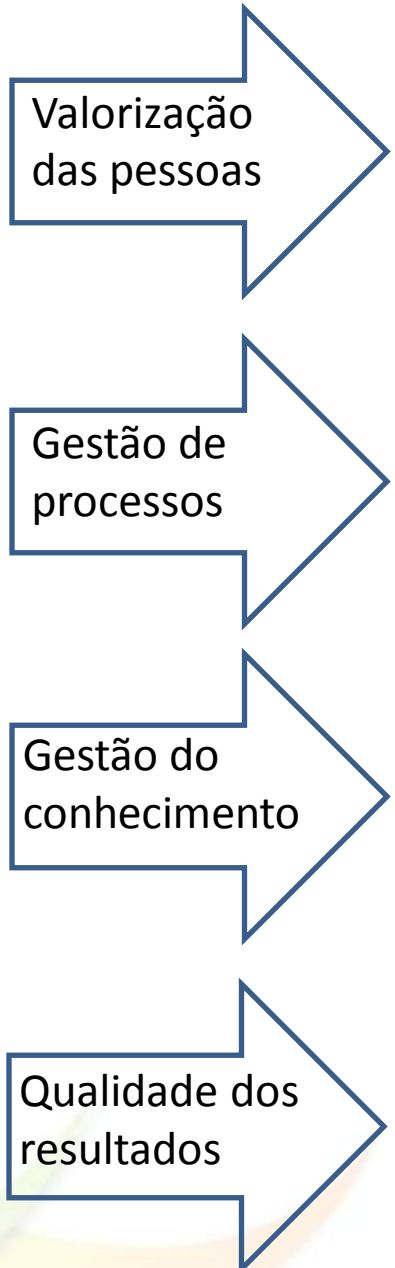 Valorização
das pessoas
Gestão de
processos
Gestão do
conhecimento
Qualidade dos
resultados